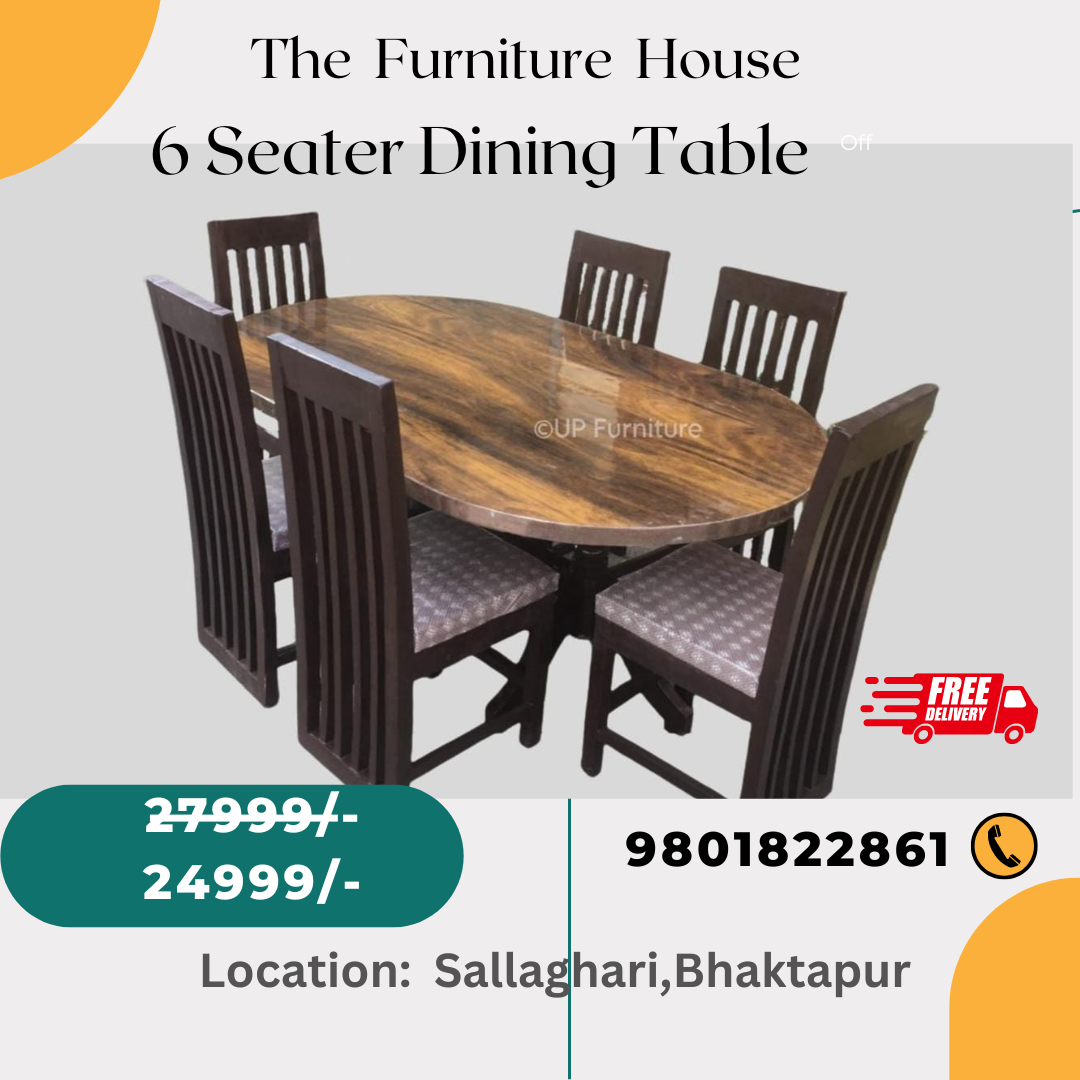 The Furniture House
6 Seater Dining Table
Off
©UP Furniture
FREE
DELIVERY
27999/-
24999/-
9801822861
Location: Sallaghari,Bhaktapur